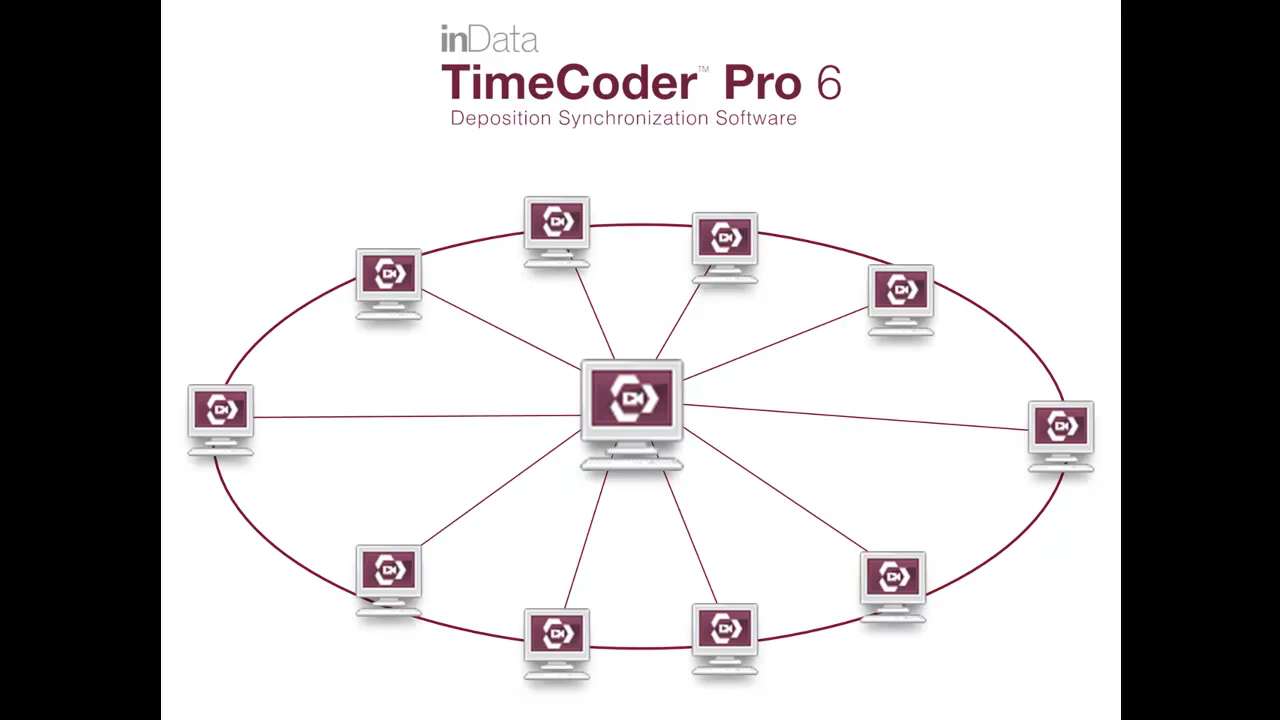 inData
TimeCoder™ Pro 6
Deposition Synchronization Software